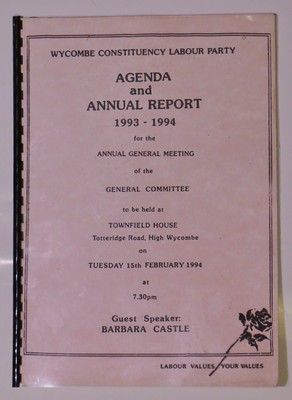 WYCOMBE CONSTITUENCY LABOUR PARTY
AGENDA
and
ANNUAL REPORT
1993 - 1994
for the
ANNUAL GENERAL MEETING
of the
GENERAL COMMITTEE
to be held at
TOWNFIELD HOUSE
Totteridge Road, High Wycombe
on
TUESDAY 15th FEBRUARY 1994
at
7.30pm
Guest Speaker:
BARBARA CASTLE
LABOUR VALUES YOUR VALUES